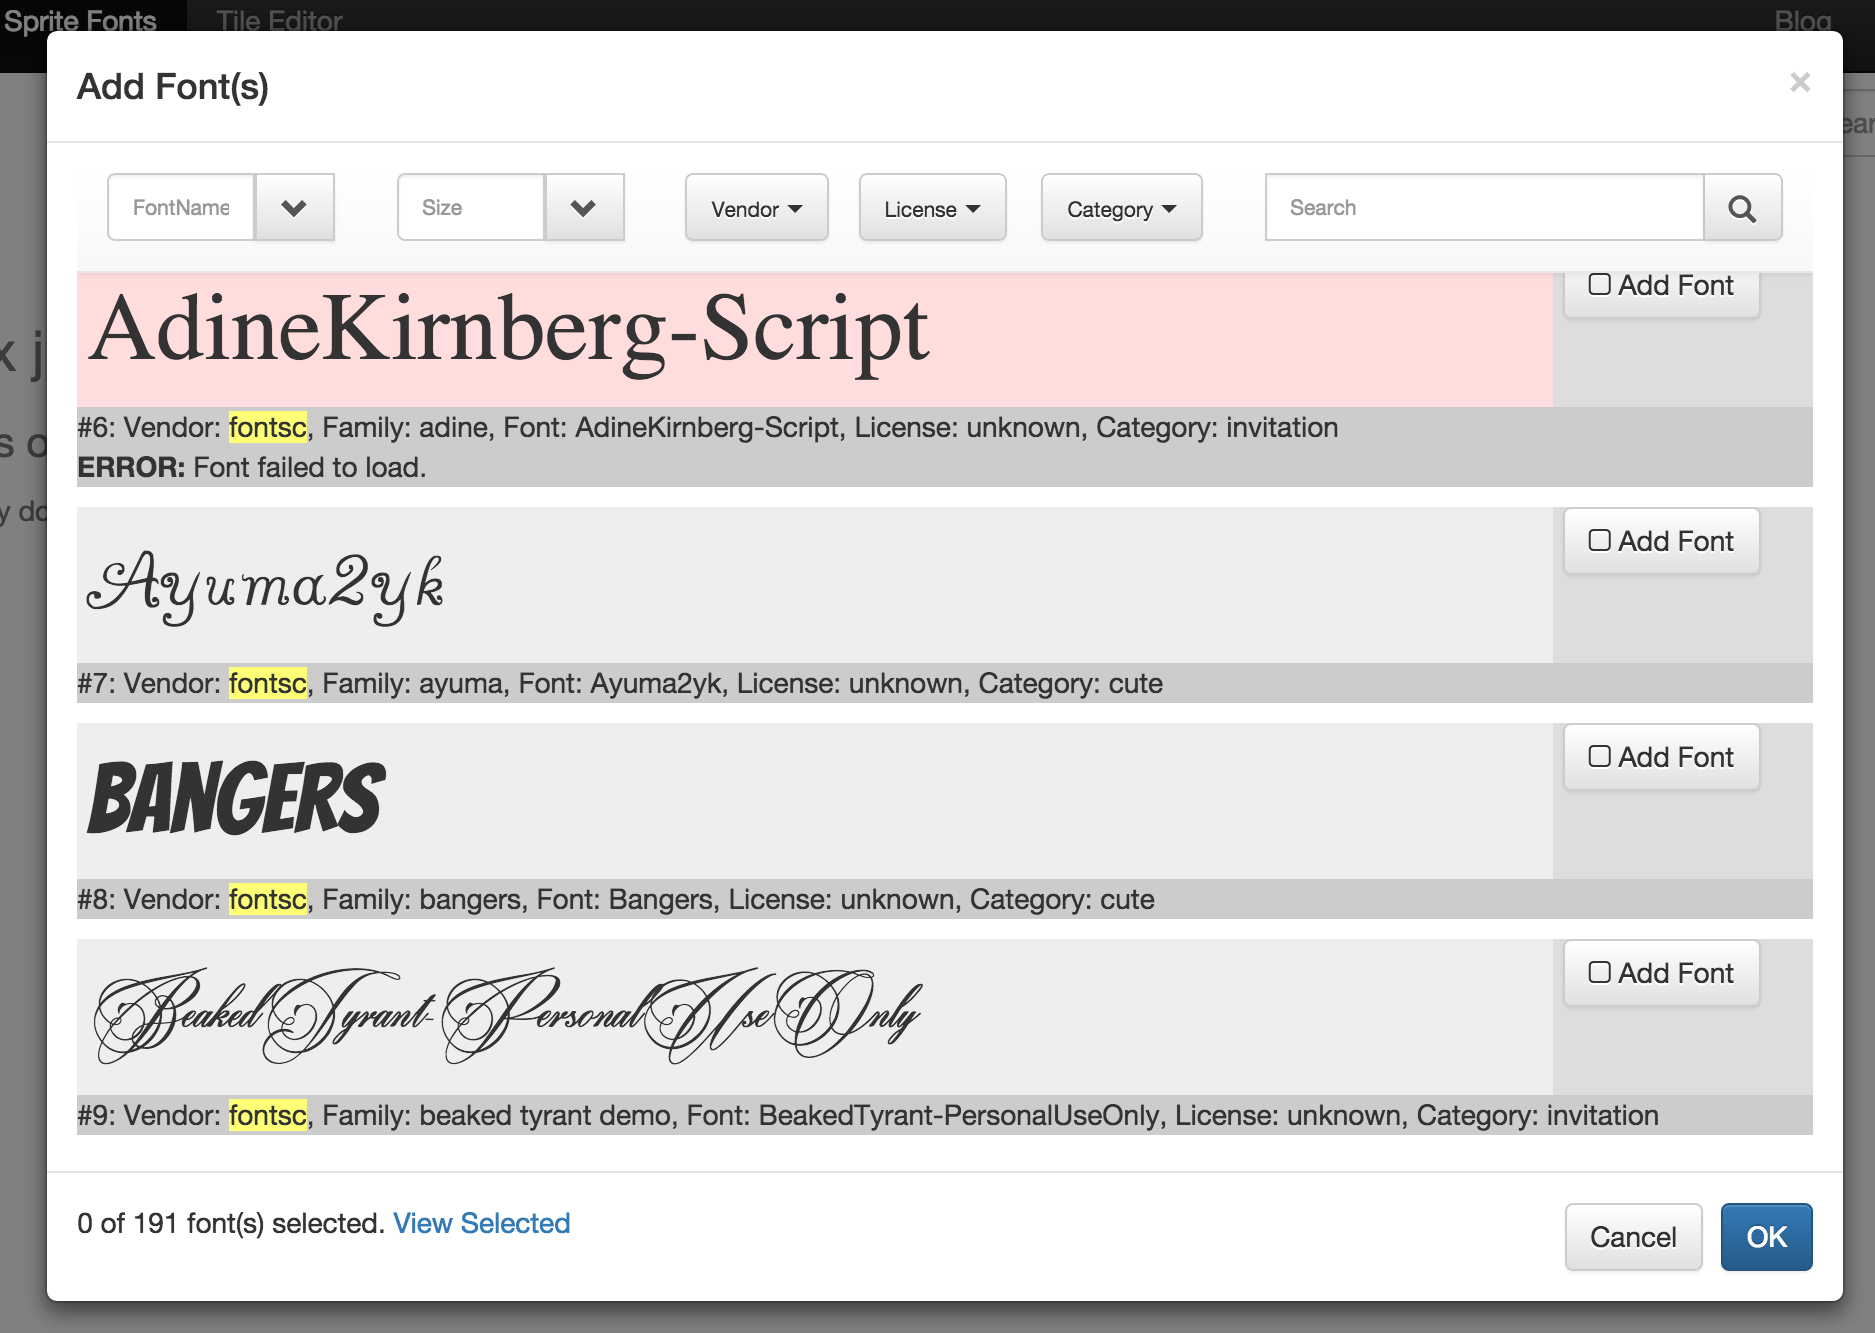 Sprite Fonts Tile Editor Blog
Add Font(s) ×
FontName Size Vendor License Category Search
AdineKirnberg-Script Add Font
#6: Vendor: fontsc, Family: adine, Font: AdineKirnberg-Script, License: unknown, Category: invitation
ERROR: Font failed to load.
Ayuma2yk Add Font
#7: Vendor: fontsc, Family: ayuma, Font: Ayuma2yk, License: unknown, Category: cute
BANGERS Add Font
#8: Vendor: fontsc, Family: bangers, Font: Bangers, License: unknown, Category: cute
BeakedTyrant-PersonalUseOnly Add Font
#9: Vendor: fontsc, Family: beaked tyrant demo, Font: BeakedTyrant-PersonalUseOnly, License: unknown, Category: invitation
0 of 191 font(s) selected. View Selected Cancel OK